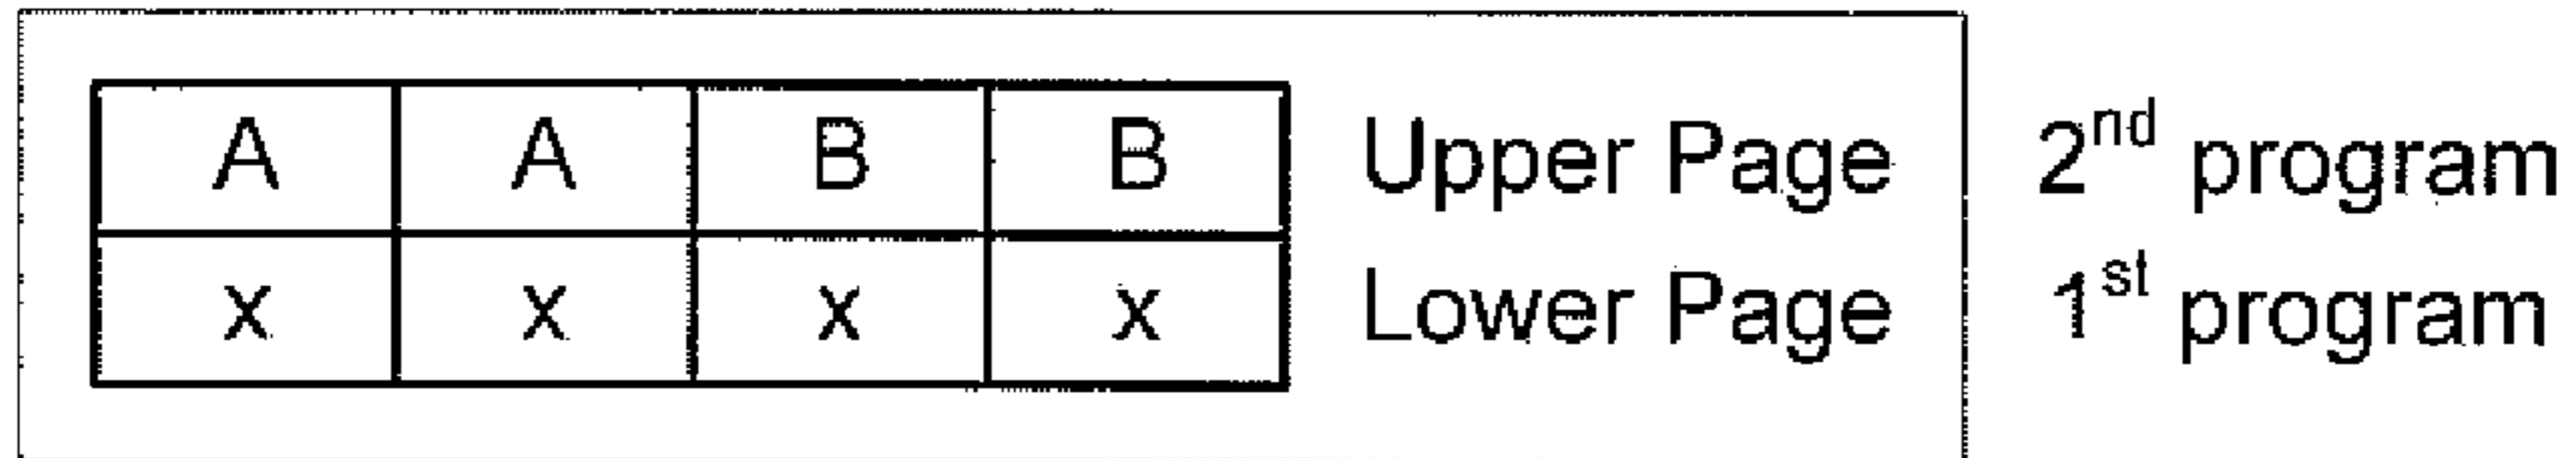 A A B B Upper Page 2nd program
x x x x Lower Page 1st program